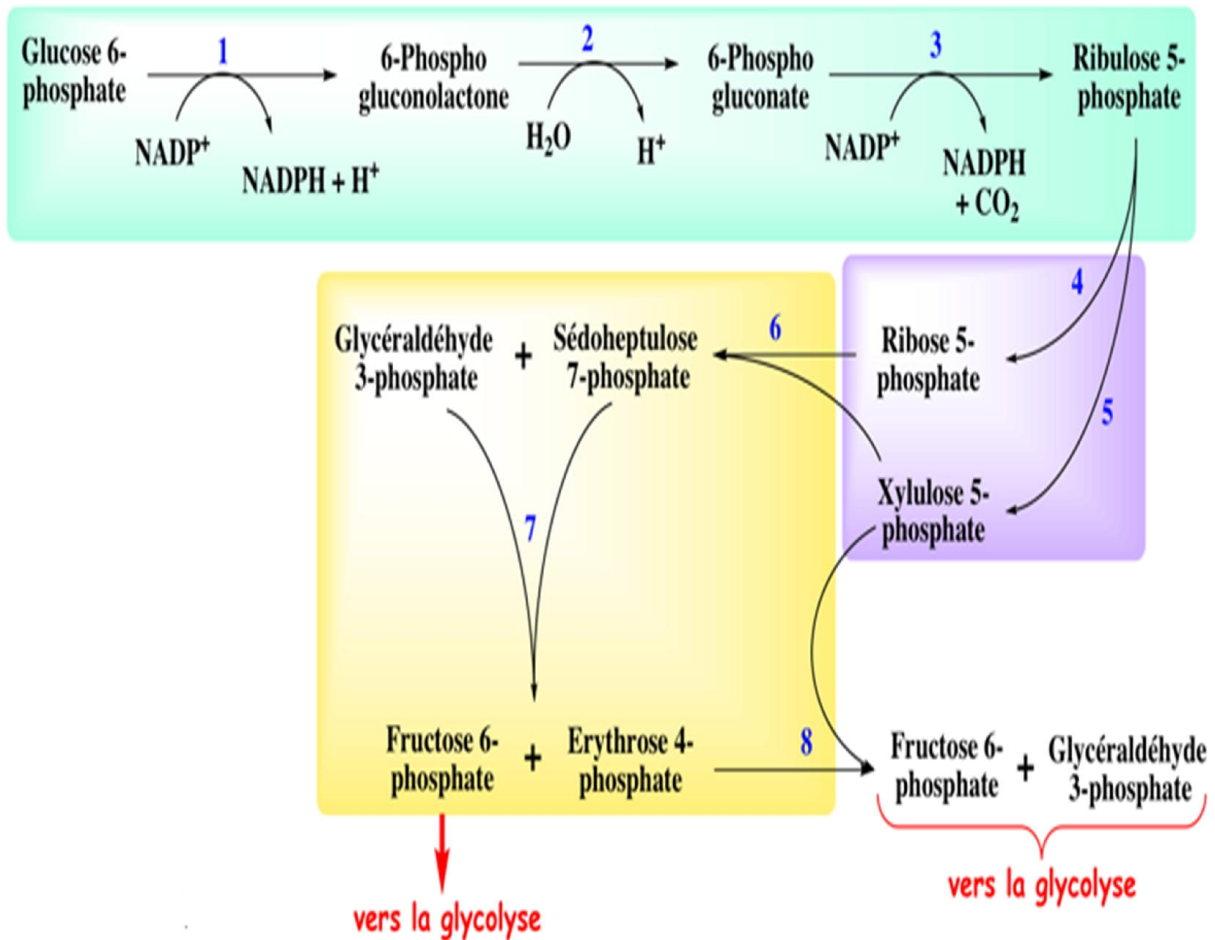 Glucose 6-
phosphate
1
NADP⁺
NADPH + H⁺
6-Phospho
gluconolactone
2
H₂O
H⁺
6-Phospho
gluconate
3
NADP⁺
NADPH
+ CO₂
Ribulose 5-
phosphate
4
5
Glycéraldéhyde
3-phosphate
+
Sédoheptulose
7-phosphate
6
Ribose 5-
phosphate
Xylulose 5-
phosphate
7
Fructose 6-
phosphate
+
Erythrose 4-
phosphate
8
Fructose 6-
phosphate
+
Glycéraldéhyde
3-phosphate
vers la glycolyse
vers la glycolyse